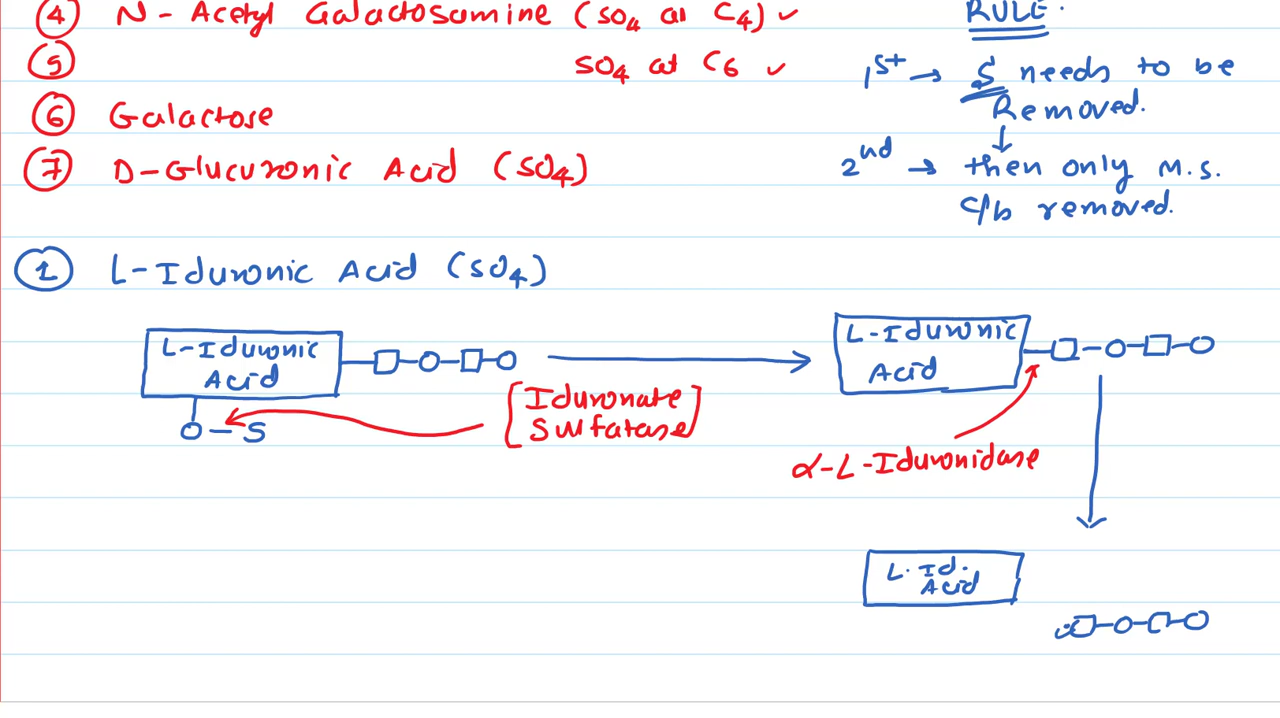 ④ N-Acetyl Galactosamine (SO4 at C4) ✓
⑤ SO4 at C6 ✓
⑥ Galactose
⑦ D-Glucuronic Acid (SO4)
RULE.
1st → S needs to be
Removed.
↓
2nd → then only M.S.
c/b removed.
① L-Iduronic Acid (SO4)
L-Iduronic
Acid
O-S
[Iduronate
Sulfatase]
L-Iduronic
Acid
α-L-Iduronidase
L. Id.
Acid